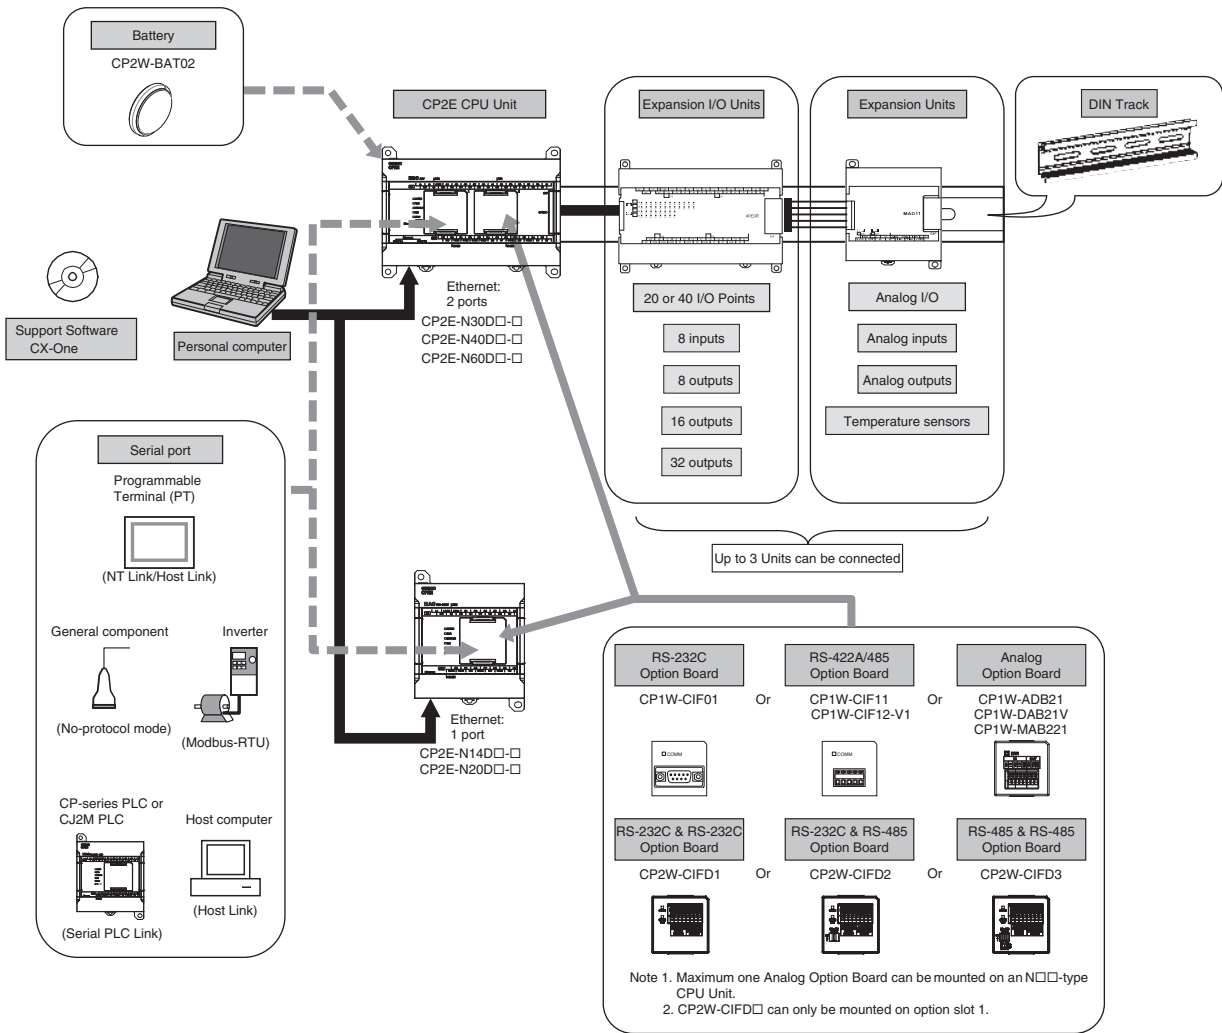 Battery
CP2W-BAT02
CP2E CPU Unit
Expansion I/O Units
Expansion Units
DIN Track
40EDR
MAD11
Support Software
CX-One
Personal computer
Ethernet:
2 ports
CP2E-N30D□-□
CP2E-N40D□-□
CP2E-N60D□-□
20 or 40 I/O Points
8 inputs
8 outputs
16 outputs
32 outputs
Analog I/O
Analog inputs
Analog outputs
Temperature sensors
Up to 3 Units can be connected
Serial port
Programmable
Terminal (PT)
(NT Link/Host Link)
General component
(No-protocol mode)
Inverter
(Modbus-RTU)
CP-series PLC or
CJ2M PLC
(Serial PLC Link)
Host computer
(Host Link)
Ethernet:
1 port
CP2E-N14D□-□
CP2E-N20D□-□
RS-232C
Option Board
CP1W-CIF01
Or
RS-422A/485
Option Board
CP1W-CIF11
CP1W-CIF12-V1
Or
Analog
Option Board
CP1W-ADB21
CP1W-DAB21V
CP1W-MAB221
COMM
COMM
RS-232C & RS-232C
Option Board
CP2W-CIFD1
Or
RS-232C & RS-485
Option Board
CP2W-CIFD2
Or
RS-485 & RS-485
Option Board
CP2W-CIFD3
Note 1. Maximum one Analog Option Board can be mounted on an N□□-type
CPU Unit.
2. CP2W-CIFD□ can only be mounted on option slot 1.